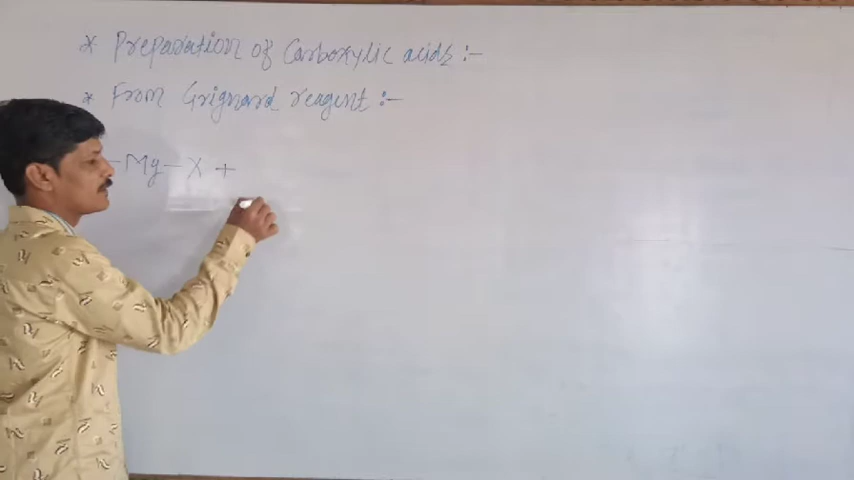 * Preparation of Carboxylic acids :-
* From Grignard reagent :-
-Mg-X +